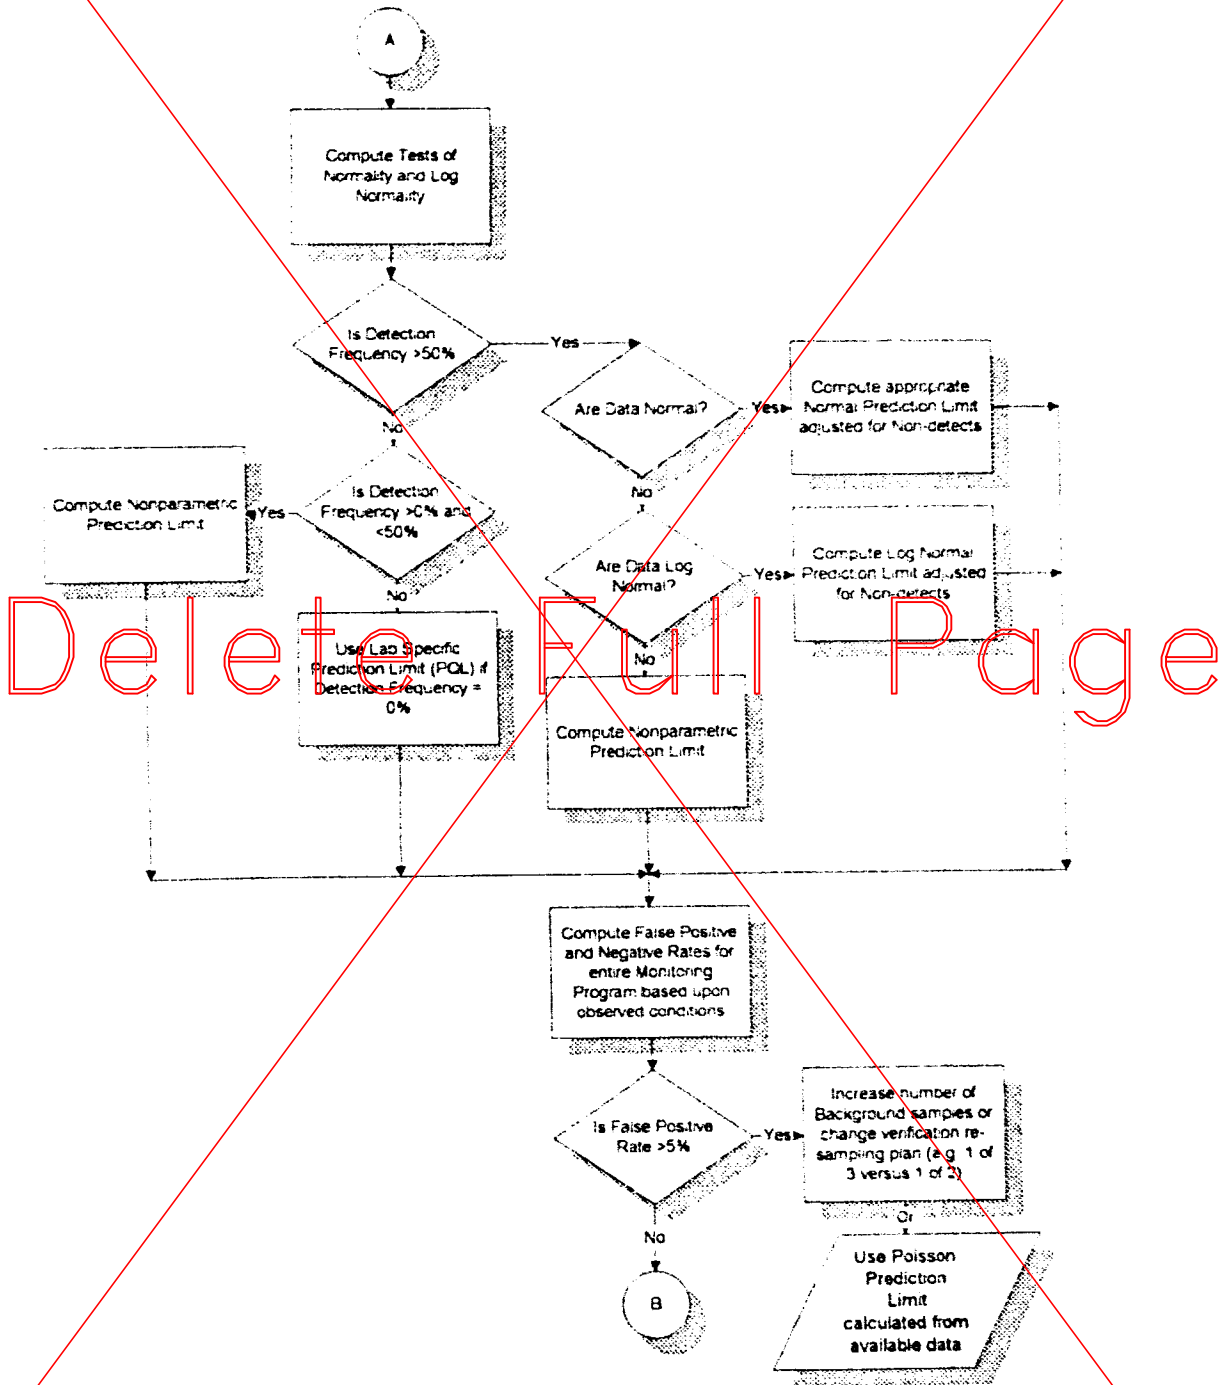 A
Compute Tests of
Normality and Log
Normality
Is Detection
Frequency >50%
Yes
Are Data Normal?
Yes
Compute appropriate
Normal Prediction Limit
adjusted for Non-detects
No
No
Compute Nonparametric
Prediction Limit
Yes
Is Detection
Frequency >0% and
<50%
Are Data Log
Normal?
Yes
Compute Log Normal
Prediction Limit adjusted
for Non-detects
No
Delete Full Page
Use Lab Specific
Prediction Limit (PQL) if
Detection Frequency =
0%
No
Compute Nonparametric
Prediction Limit
Compute False Positive
and Negative Rates for
entire Monitoring
Program based upon
observed conditions
Is False Positive
Rate >5%
Yes
Increase number of
Background samples or
change verification re-
sampling plan (e.g. 1 of
3 versus 1 of 2)
Or
No
B
Use Poisson
Prediction
Limit
calculated from
available data